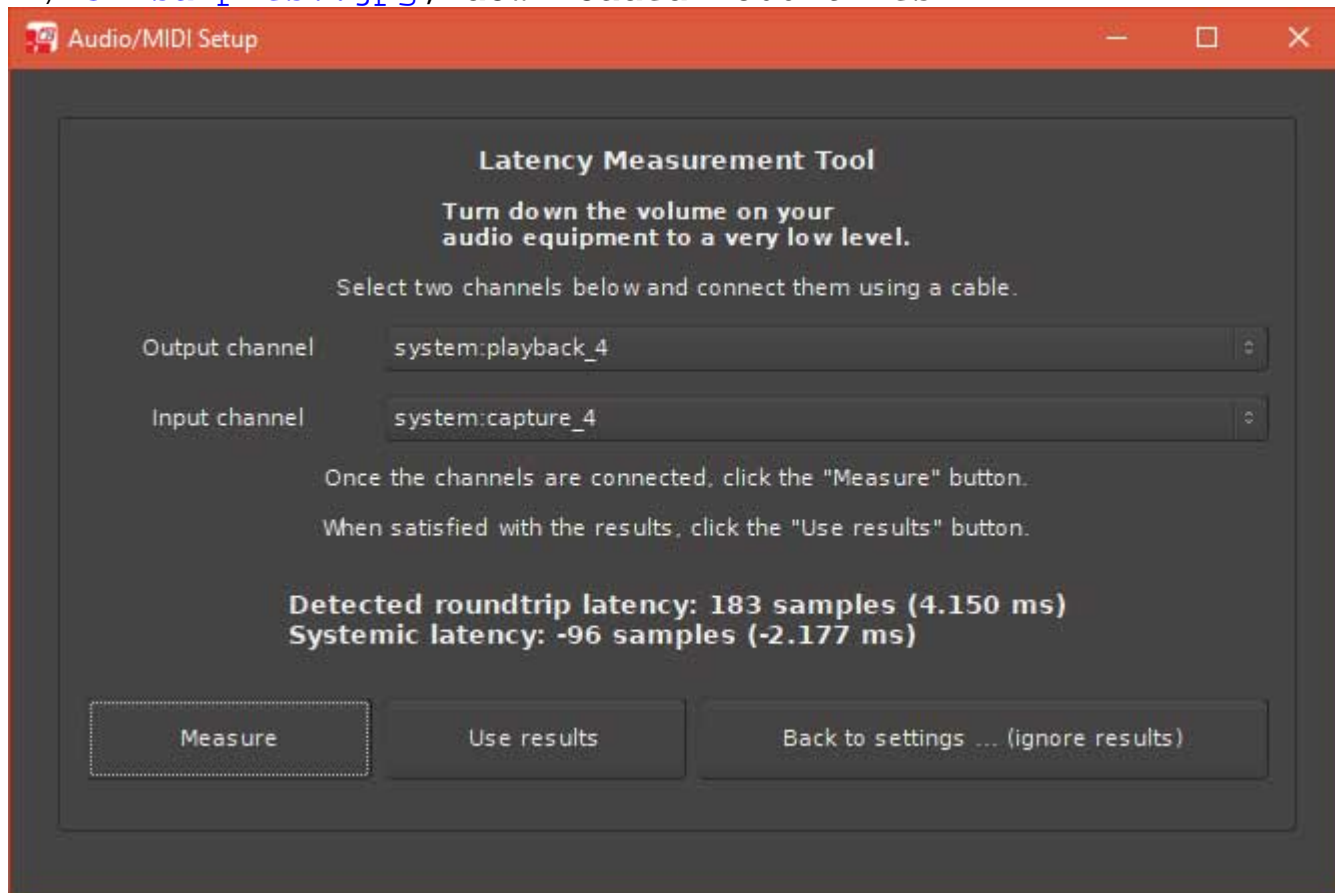 Audio/MIDI Setup
Latency Measurement Tool
Turn down the volume on your
audio equipment to a very low level.
Select two channels below and connect them using a cable.
Output channel system:playback_4
Input channel system:capture_4
Once the channels are connected, click the "Measure" button.
When satisfied with the results, click the "Use results" button.
Detected roundtrip latency: 183 samples (4.150 ms)
Systemic latency: -96 samples (-2.177 ms)
Measure Use results Back to settings ... (ignore results)